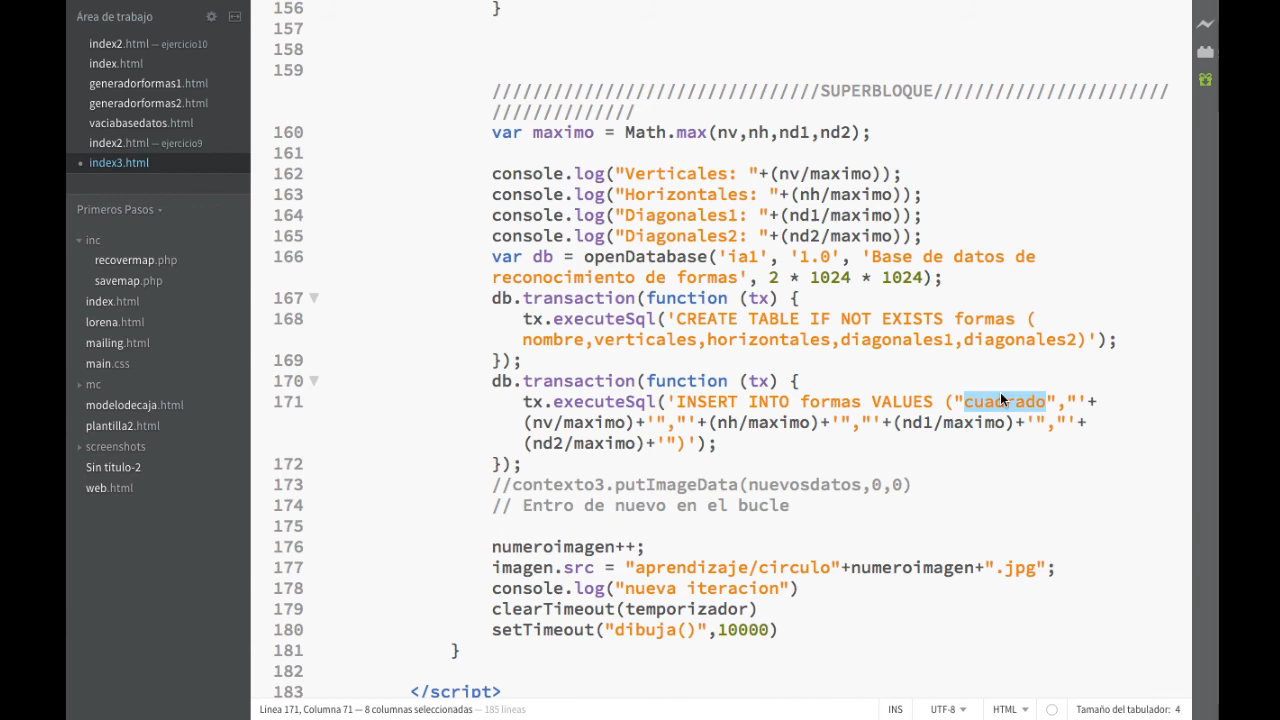 Área de trabajo
index2.html — ejercicio10
index.html
generadorformas1.html
generadorformas2.html
vaciabasedatos.html
index2.html — ejercicio9
index3.html
Primeros Pasos
inc
recovermap.php
savemap.php
index.html
lorena.html
mailing.html
main.css
mc
modelodecaja.html
plantilla2.html
screenshots
Sin título-2
web.html
156 }
157
158
159
////////////////////////////////SUPERBLOQUE///////////////////////
//////////////
160 var maximo = Math.max(nv,nh,nd1,nd2);
161
162 console.log("Verticales: "+(nv/maximo));
163 console.log("Horizontales: "+(nh/maximo));
164 console.log("Diagonales1: "+(nd1/maximo));
165 console.log("Diagonales2: "+(nd2/maximo));
166 var db = openDatabase('ia1', '1.0', 'Base de datos de
reconocimiento de formas', 2 * 1024 * 1024);
167 db.transaction(function (tx) {
168 tx.executeSql('CREATE TABLE IF NOT EXISTS formas (
nombre,verticales,horizontales,diagonales1,diagonales2)');
169 });
170 db.transaction(function (tx) {
171 tx.executeSql('INSERT INTO formas VALUES ("cuadrado","'+
(nv/maximo)+'","'+(nh/maximo)+'","'+(nd1/maximo)+'","'+
(nd2/maximo)+'")');
172 });
173 //contexto3.putImageData(nuevosdatos,0,0)
174 // Entro de nuevo en el bucle
175
176 numeroimagen++;
177 imagen.src = "aprendizaje/circulo"+numeroimagen+".jpg";
178 console.log("nueva iteracion")
179 clearTimeout(temporizador)
180 setTimeout("dibuja()",10000)
181 }
182
183 </script>
Línea 171, Columna 71 — 8 columnas seleccionadas — 185 líneas
INS UTF-8 HTML Tamaño del tabulador: 4